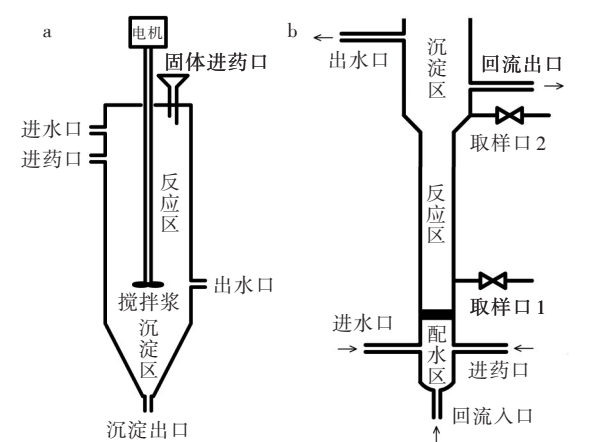 a
电机
固体进药口
进水口
进药口
反应区
出水口
搅拌浆
沉淀区
沉淀出口
b
出水口
沉淀区
回流出口
取样口2
反应区
取样口1
进水口
配水区
进药口
回流入口